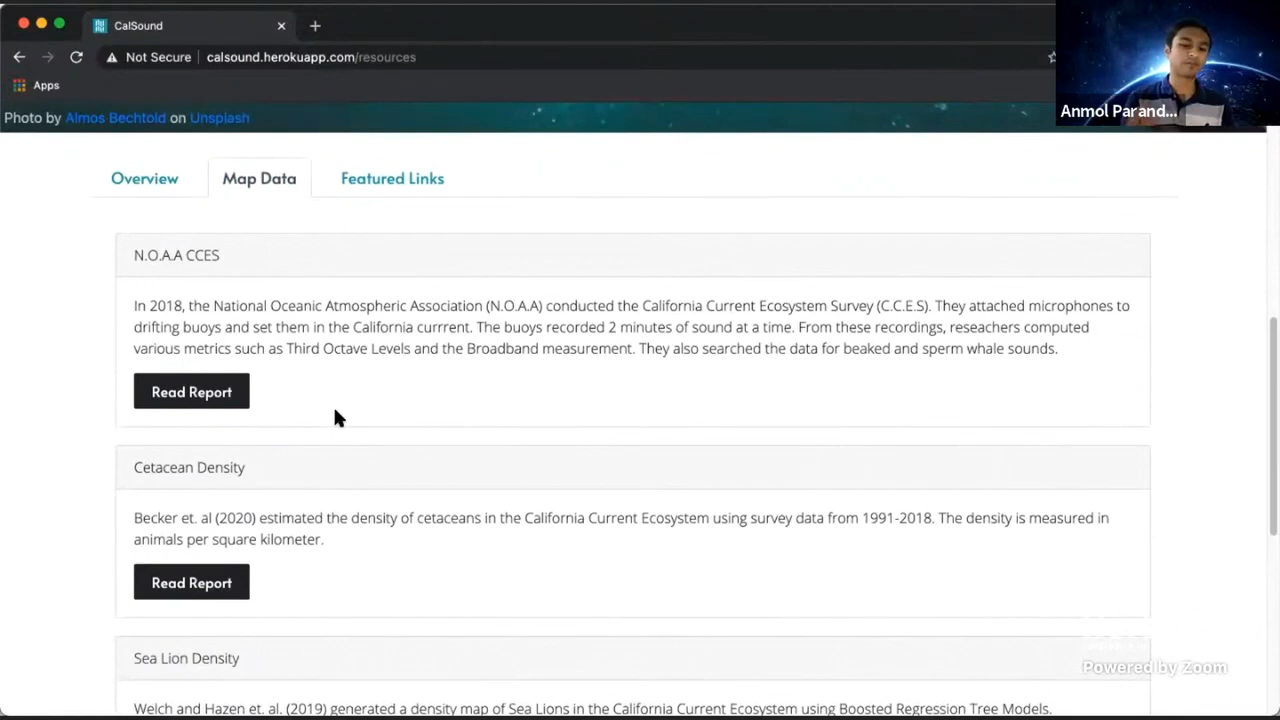 CalSound
Not Secure calsound.herokuapp.com/resources
Apps
Anmol Parand...
Photo by Almos Bechtold on Unsplash
Overview Map Data Featured Links
N.O.A.A CCES
In 2018, the National Oceanic Atmospheric Association (N.O.A.A) conducted the California Current Ecosystem Survey (C.C.E.S). They attached microphones to
drifting buoys and set them in the California currrent. The buoys recorded 2 minutes of sound at a time. From these recordings, reseachers computed
various metrics such as Third Octave Levels and the Broadband measurement. They also searched the data for beaked and sperm whale sounds.
Read Report
Cetacean Density
Becker et. al (2020) estimated the density of cetaceans in the California Current Ecosystem using survey data from 1991-2018. The density is measured in
animals per square kilometer.
Read Report
Sea Lion Density
Powered by Zoom
Welch and Hazen et. al. (2019) generated a density map of Sea Lions in the California Current Ecosystem using Boosted Regression Tree Models.